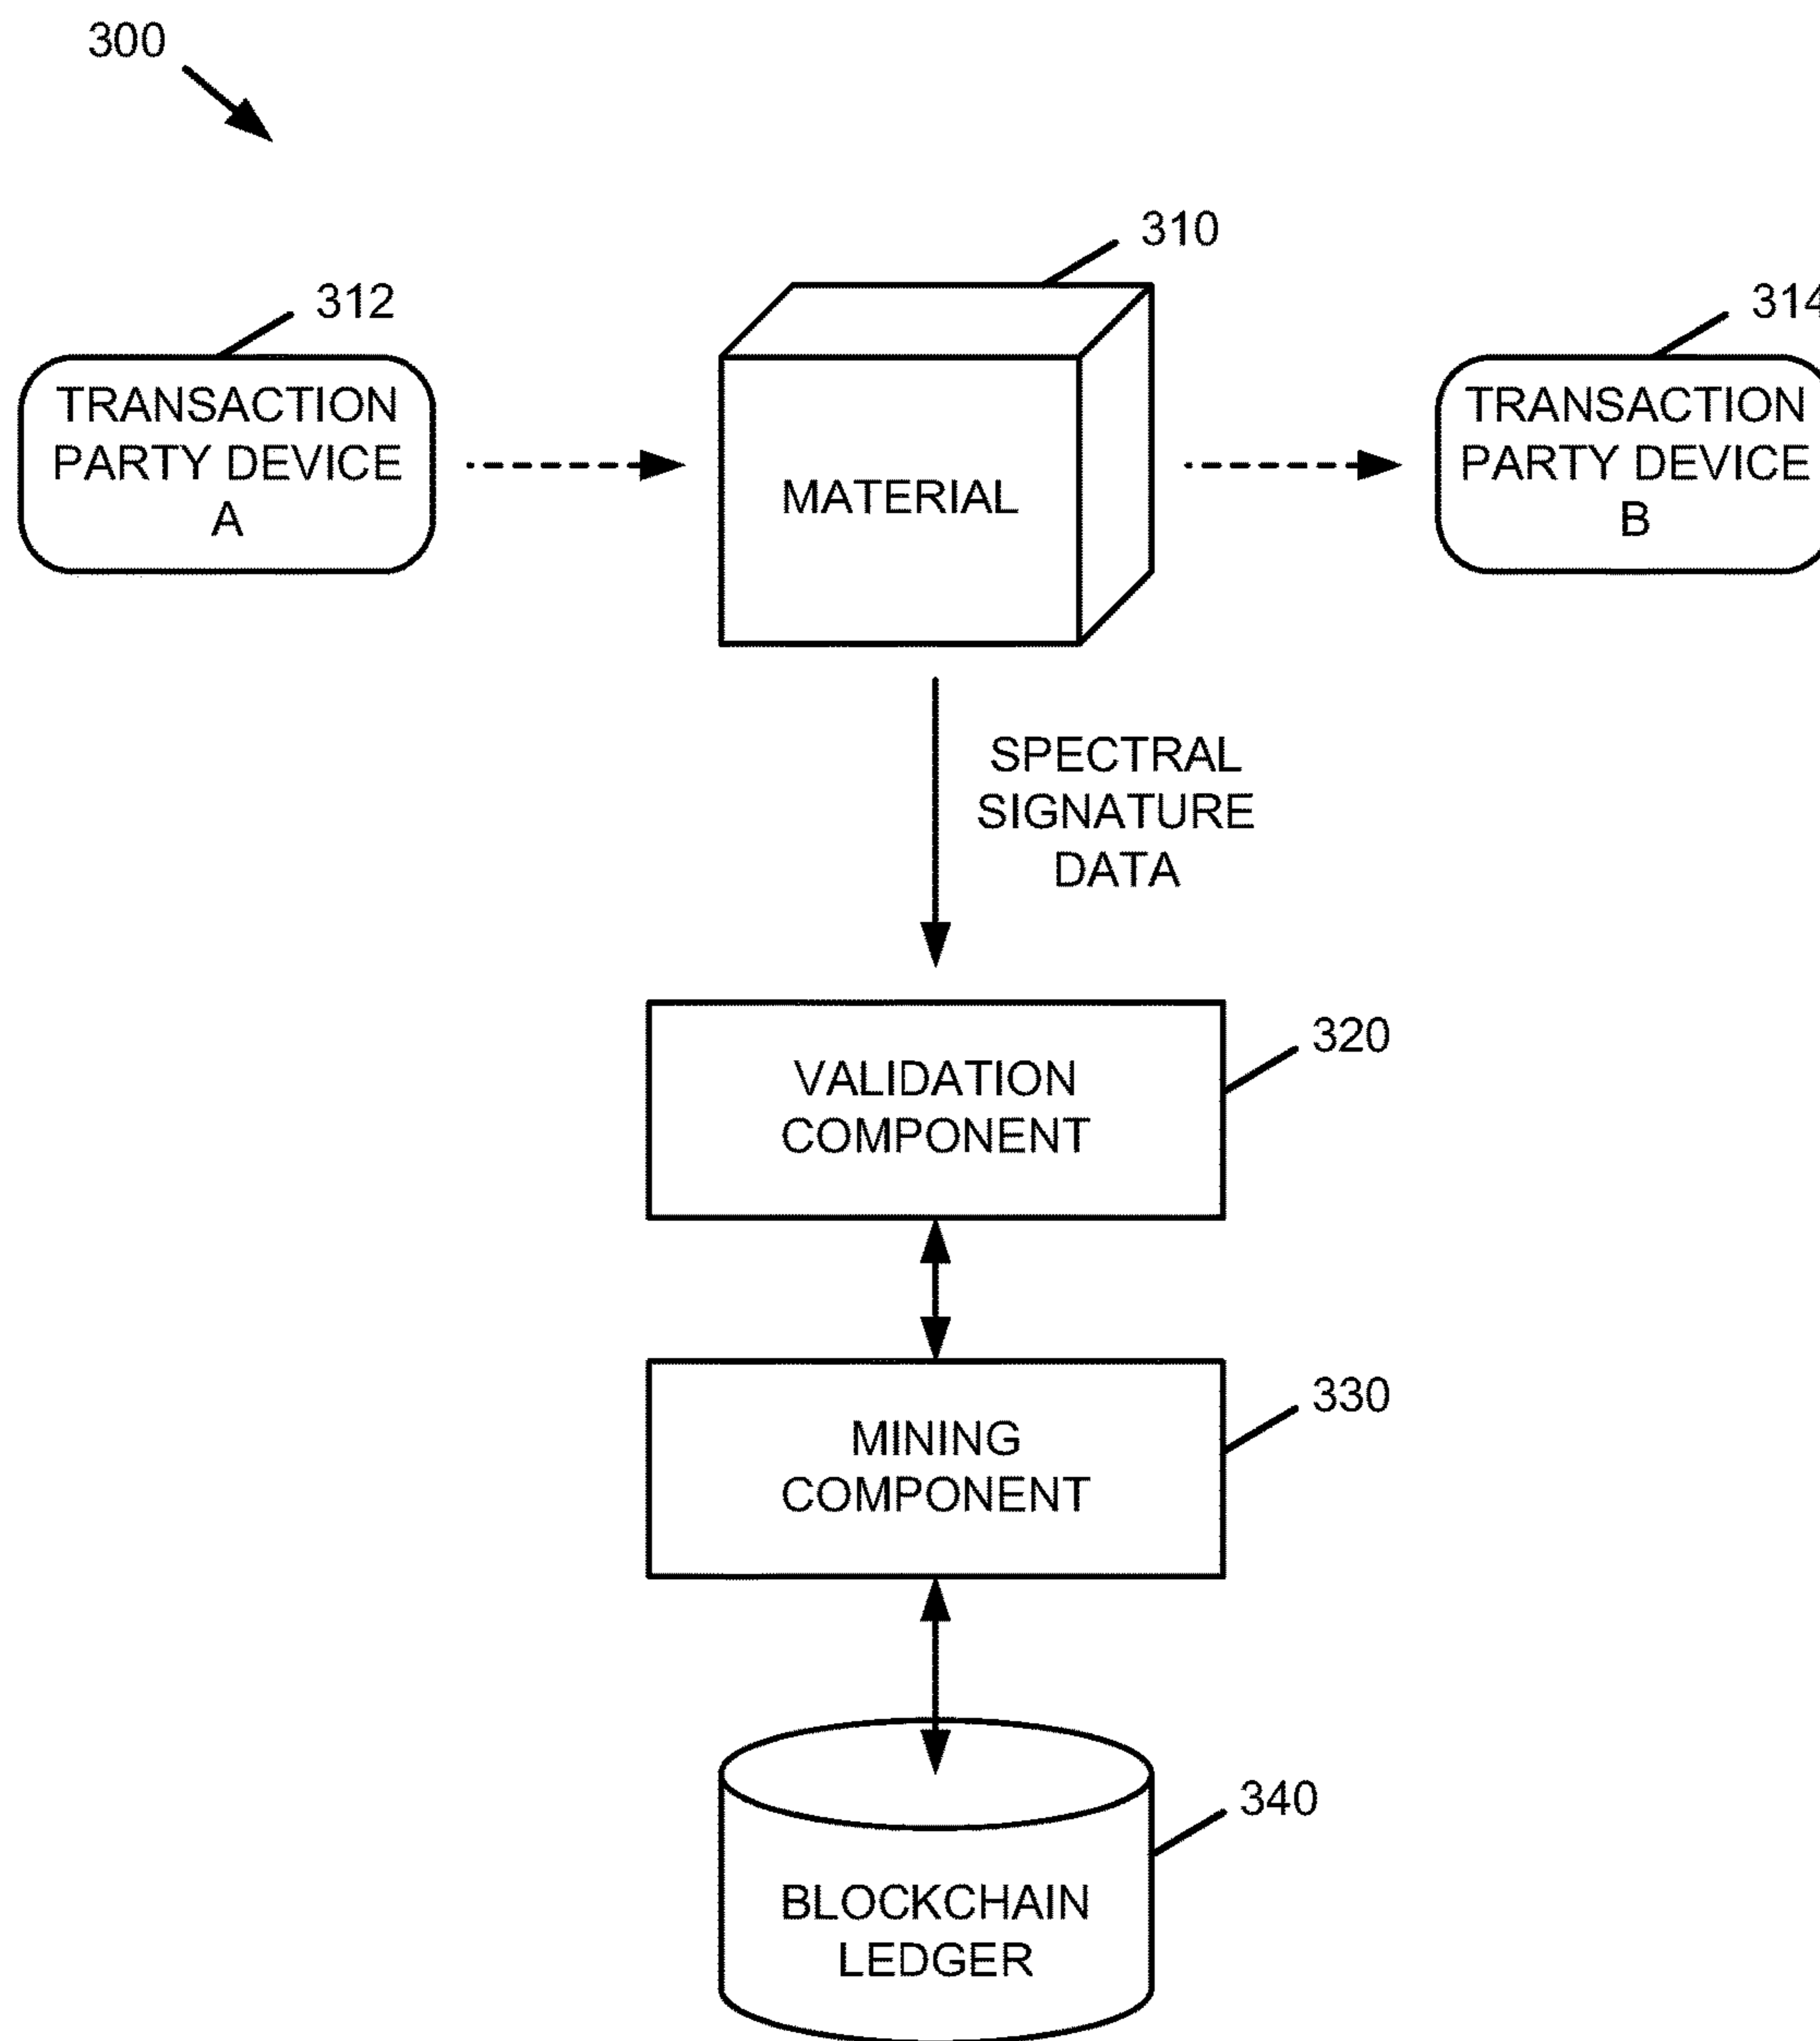 300
310
312
314
TRANSACTION
PARTY DEVICE
A
MATERIAL
TRANSACTION
PARTY DEVICE
B
SPECTRAL
SIGNATURE
DATA
320
VALIDATION
COMPONENT
330
MINING
COMPONENT
340
BLOCKCHAIN
LEDGER